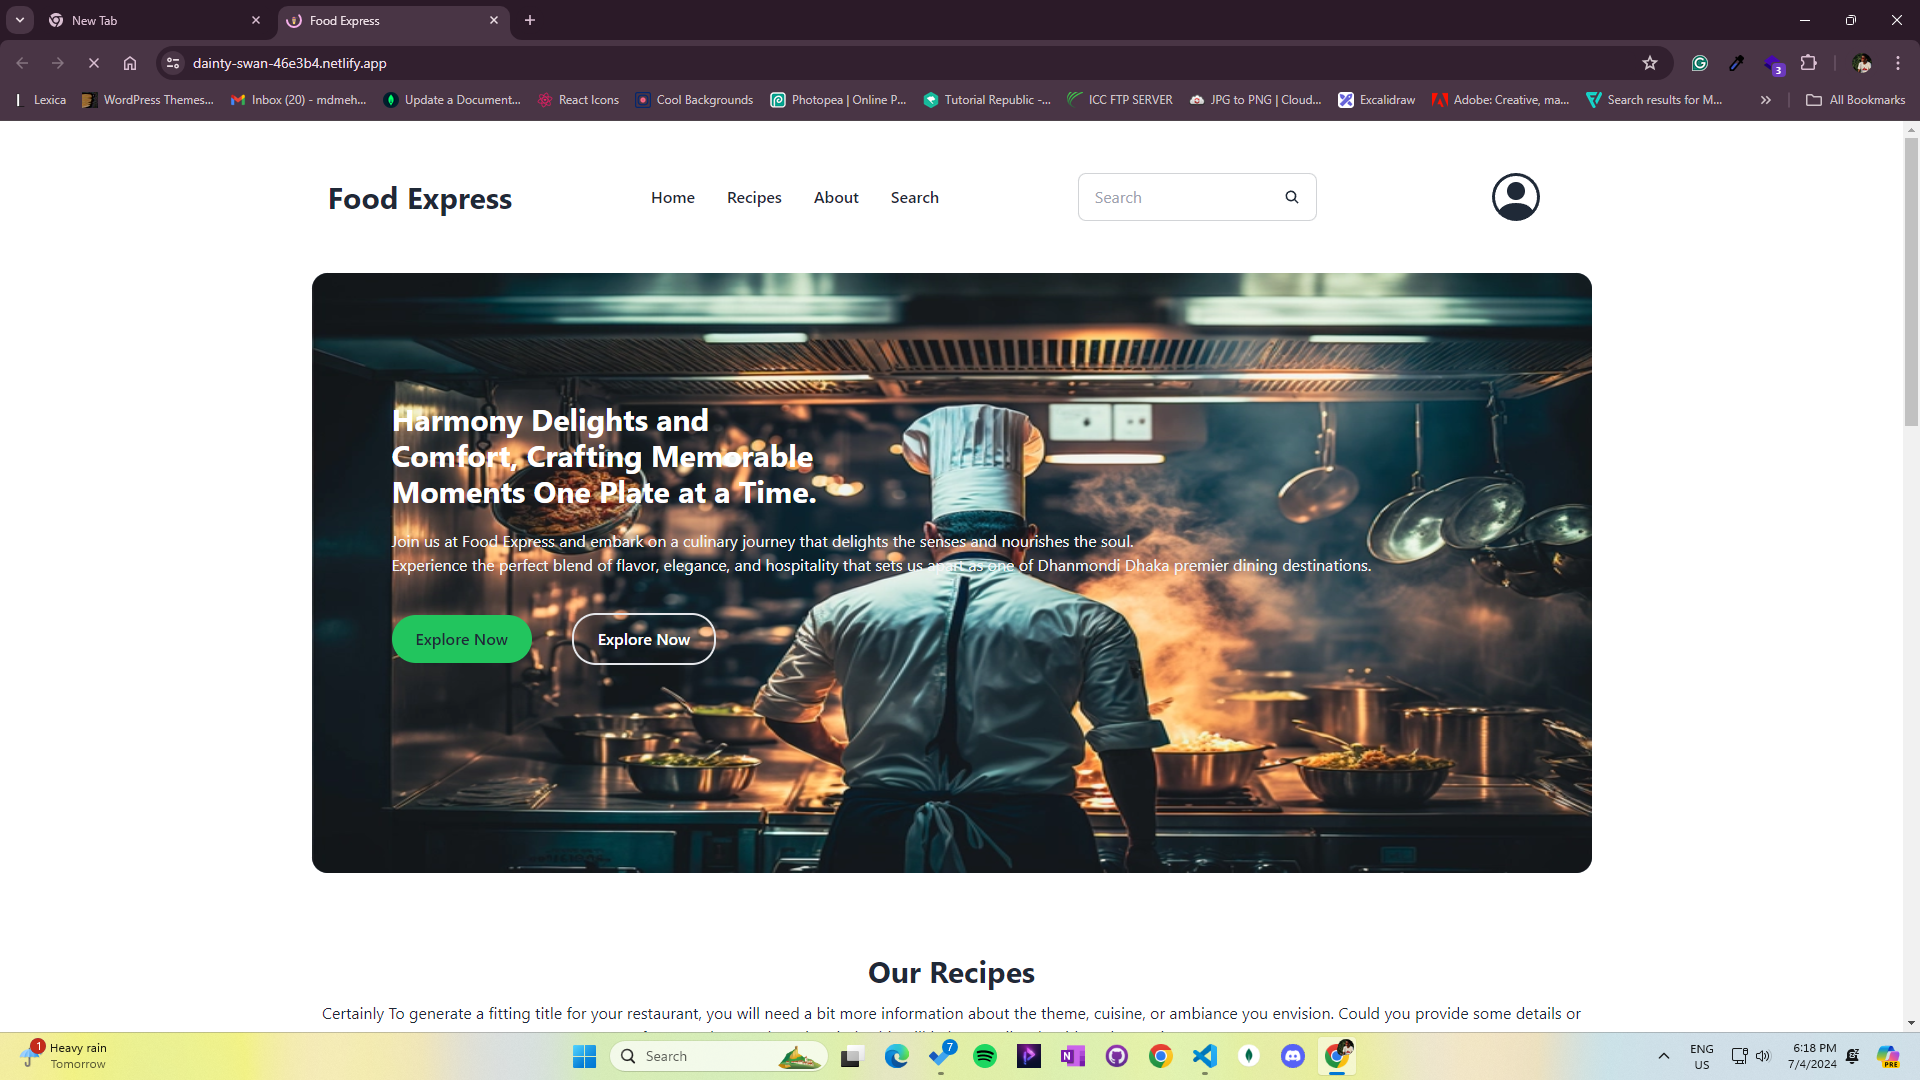 New Tab
Food Express
dainty-swan-46e3b4.netlify.app
3
Lexica
WordPress Themes...
Inbox (20) - mdmeh...
Update a Document...
React Icons
Cool Backgrounds
Photopea | Online P...
Tutorial Republic -...
ICC FTP SERVER
JPG to PNG | Cloud...
Excalidraw
Adobe: Creative, ma...
Search results for M...
All Bookmarks
Food Express
Home
Recipes
About
Search
Search
Harmony Delights and
Comfort, Crafting Memorable
Moments One Plate at a Time.
Join us at Food Express and embark on a culinary journey that delights the senses and nourishes the soul.
Experience the perfect blend of flavor, elegance, and hospitality that sets us apart as one of Dhanmondi Dhaka premier dining destinations.
Explore Now
Explore Now
Our Recipes
Certainly To generate a fitting title for your restaurant, you will need a bit more information about the theme, cuisine, or ambiance you envision. Could you provide some details or
1
Heavy rain
Tomorrow
Search
7
ENG
US
6:18 PM
7/4/2024
PRE